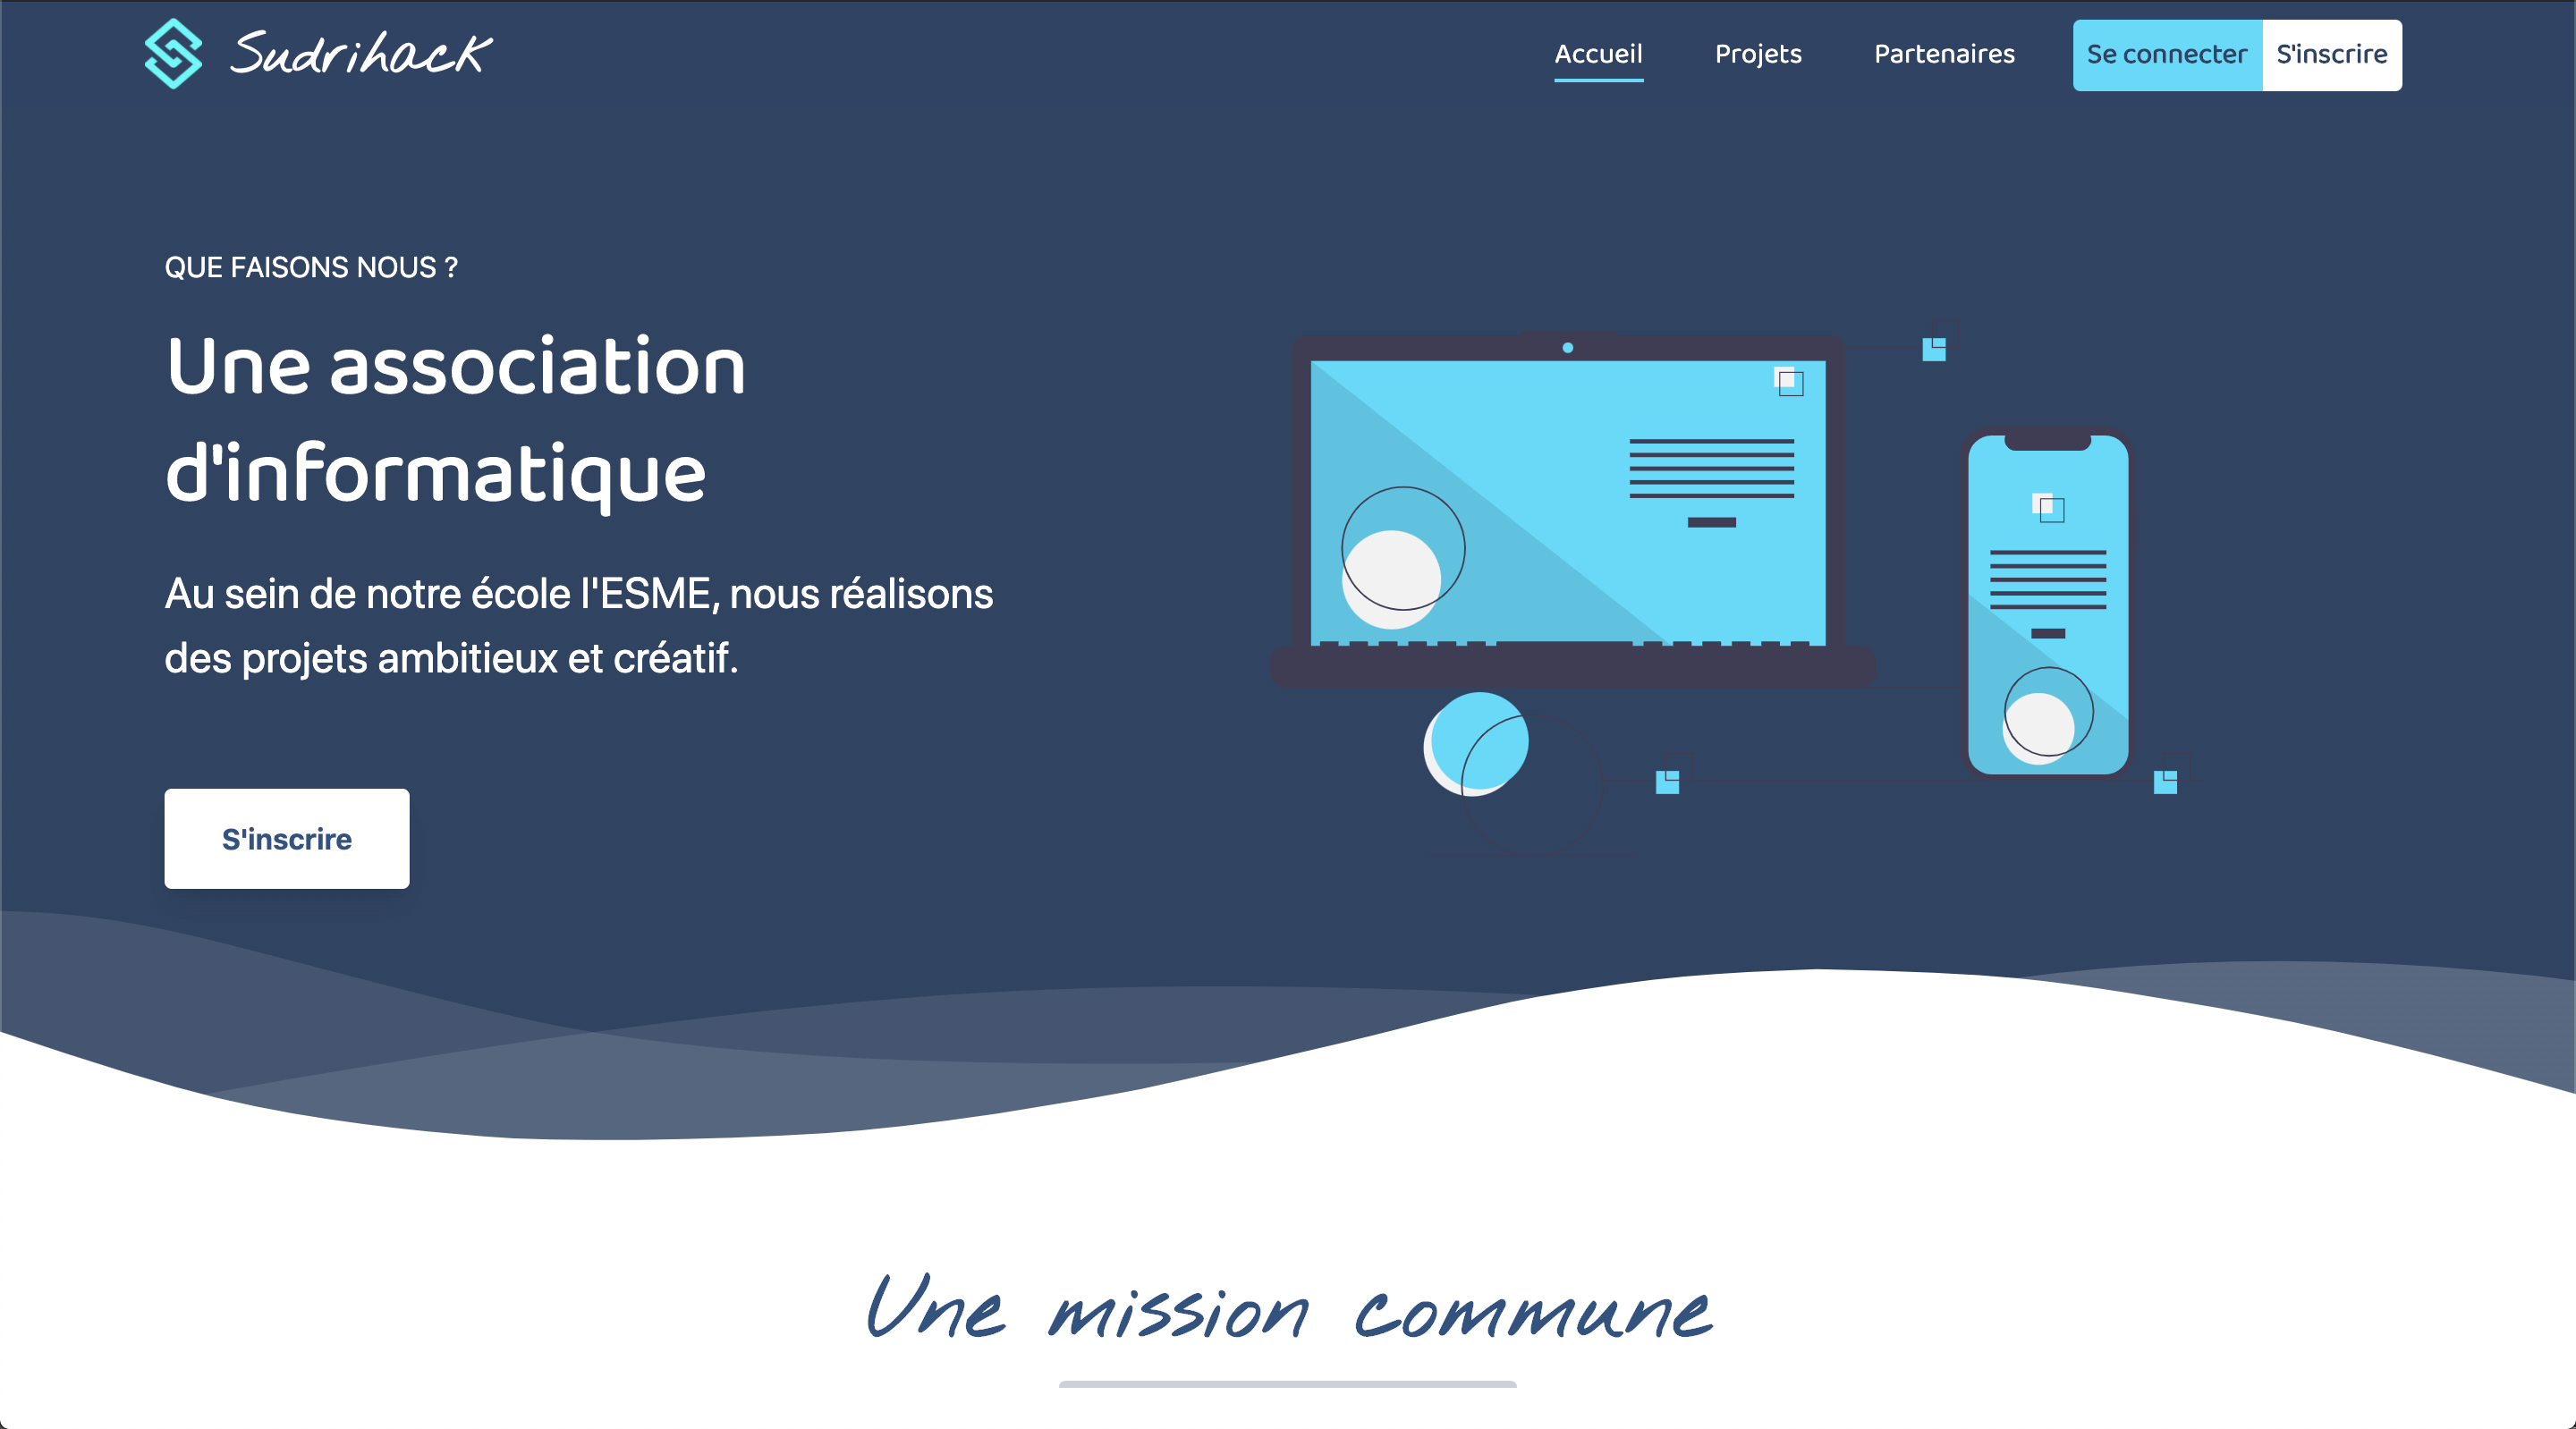 Sudrihack
Accueil
Projets
Partenaires
Se connecter
S'inscrire
QUE FAISONS NOUS ?
Une association
d'informatique
Au sein de notre école l'ESME, nous réalisons
des projets ambitieux et créatif.
S'inscrire
Une mission commune